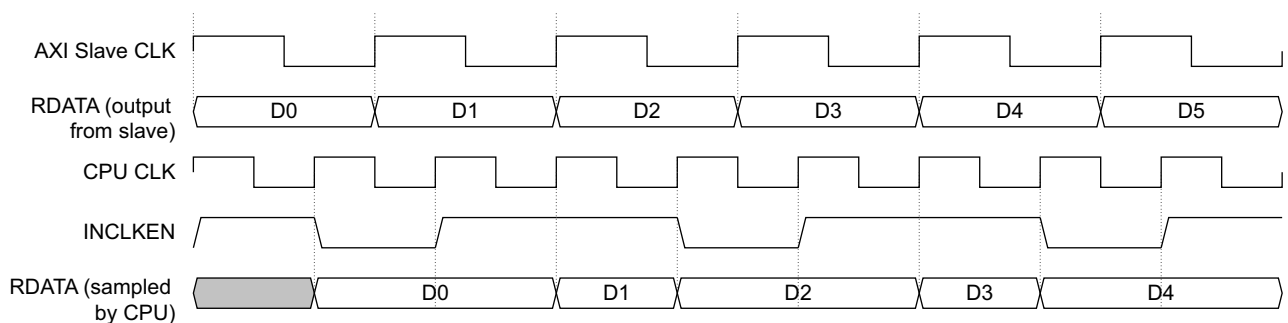 AXI Slave CLK
RDATA (output
from slave)
D0 D1 D2 D3 D4 D5
CPU CLK
INCLKEN
RDATA (sampled
by CPU)
D0 D1 D2 D3 D4